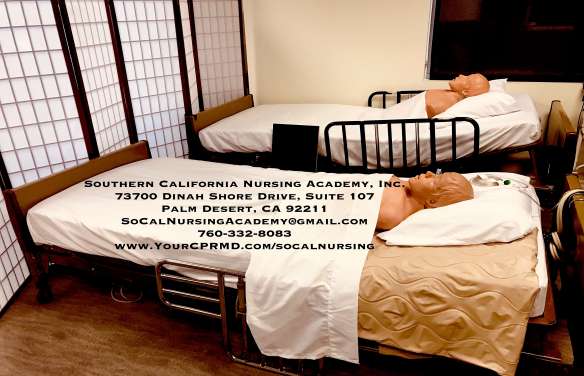 Southern California Nursing Academy, Inc.
73700 Dinah Shore Drive, Suite 107
Palm Desert, CA 92211
SoCalNursingAcademy@gmail.com
760-332-8083
www.YourCPRMD.com/socalnursing